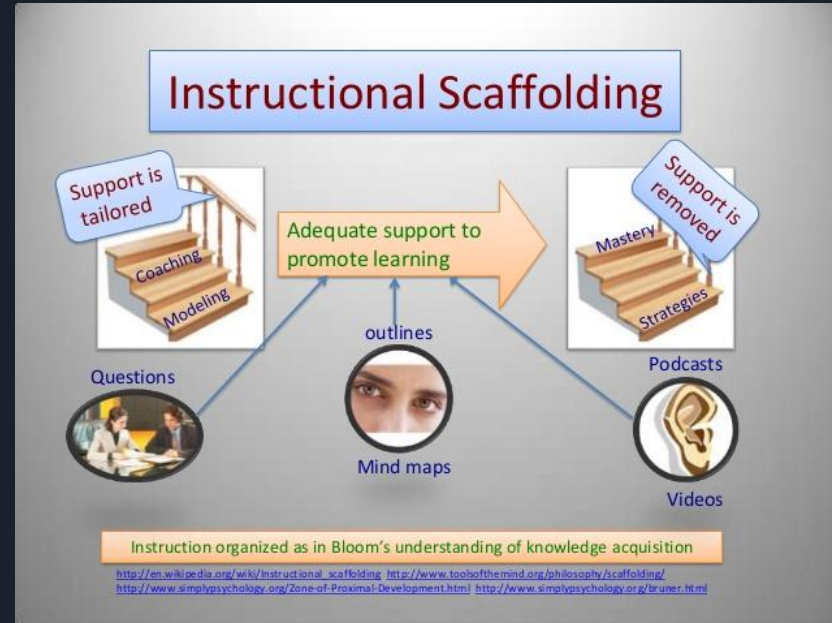 Instructional Scaffolding
Support is
tailored
Coaching
Modeling
Adequate support to
promote learning
Support is
removed
Mastery
Strategies
Questions
outlines
Mind maps
Podcasts
Videos
Instruction organized as in Bloom's understanding of knowledge acquisition
http://en.wikipedia.org/wiki/Instructional_scaffolding http://www.toolsofthemind.org/philosophy/scaffolding/
http://www.simplypsychology.org/Zone-of-Proximal-Development.html http://www.simplypsychology.org/bruner.html